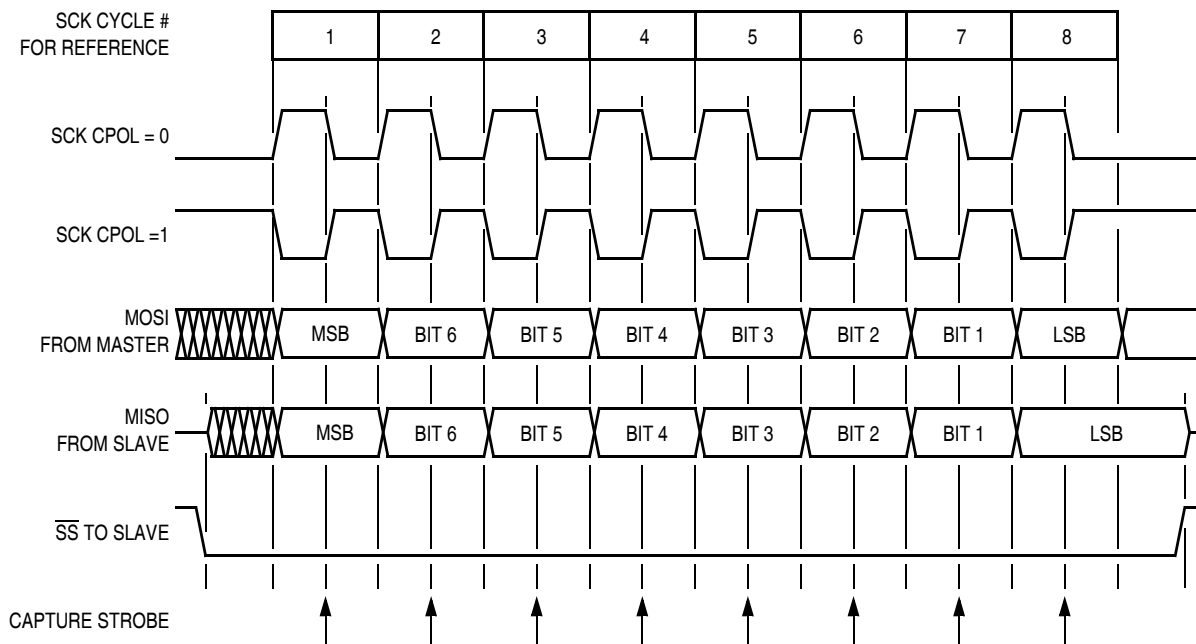 SCK CYCLE #
FOR REFERENCE
1 2 3 4 5 6 7 8
SCK CPOL = 0
SCK CPOL =1
MOSI
FROM MASTER
MSB BIT 6 BIT 5 BIT 4 BIT 3 BIT 2 BIT 1 LSB
MISO
FROM SLAVE
MSB BIT 6 BIT 5 BIT 4 BIT 3 BIT 2 BIT 1 LSB
S̅S̅ TO SLAVE
CAPTURE STROBE